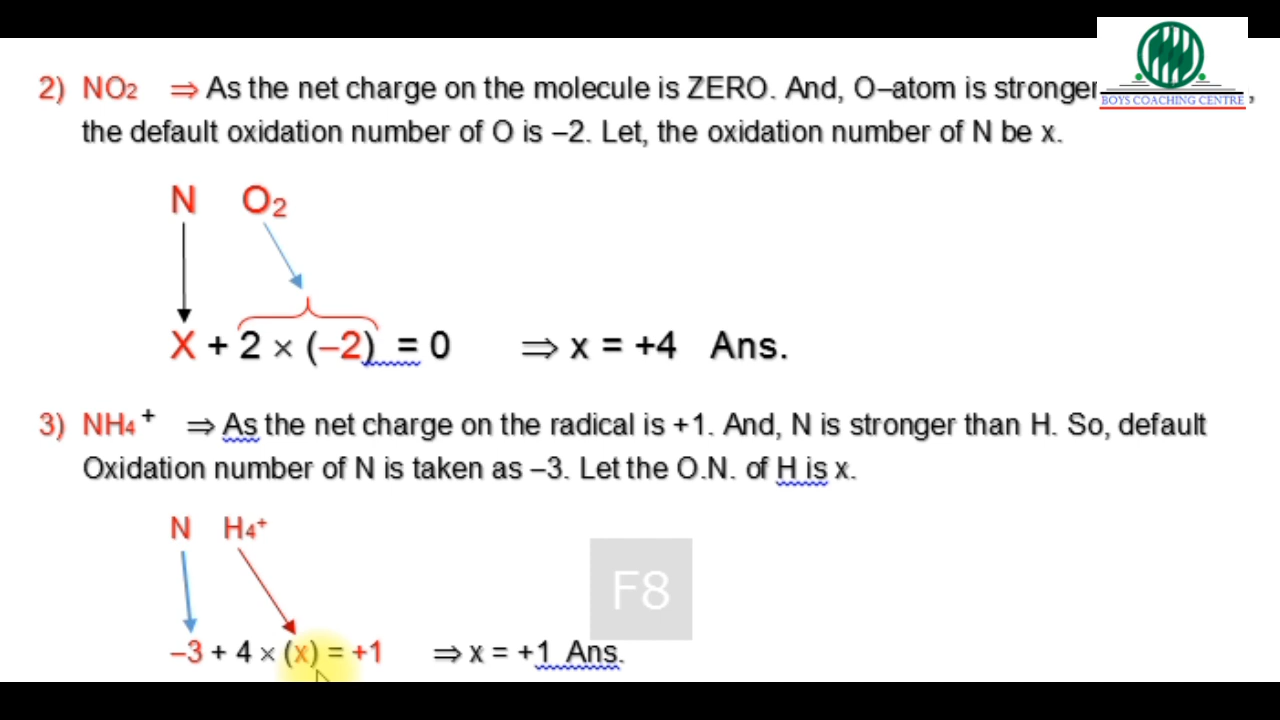 2) NO₂ ⇒ As the net charge on the molecule is ZERO. And, O–atom is stronger ,
BOYS COACHING CENTRE
the default oxidation number of O is –2. Let, the oxidation number of N be x.
N O₂
X + 2 × (–2) = 0 ⇒ x = +4 Ans.
3) NH₄⁺ ⇒ As the net charge on the radical is +1. And, N is stronger than H. So, default
Oxidation number of N is taken as –3. Let the O.N. of H is x.
N H₄⁺
F8
–3 + 4 × (x) = +1 ⇒ x = +1 Ans.